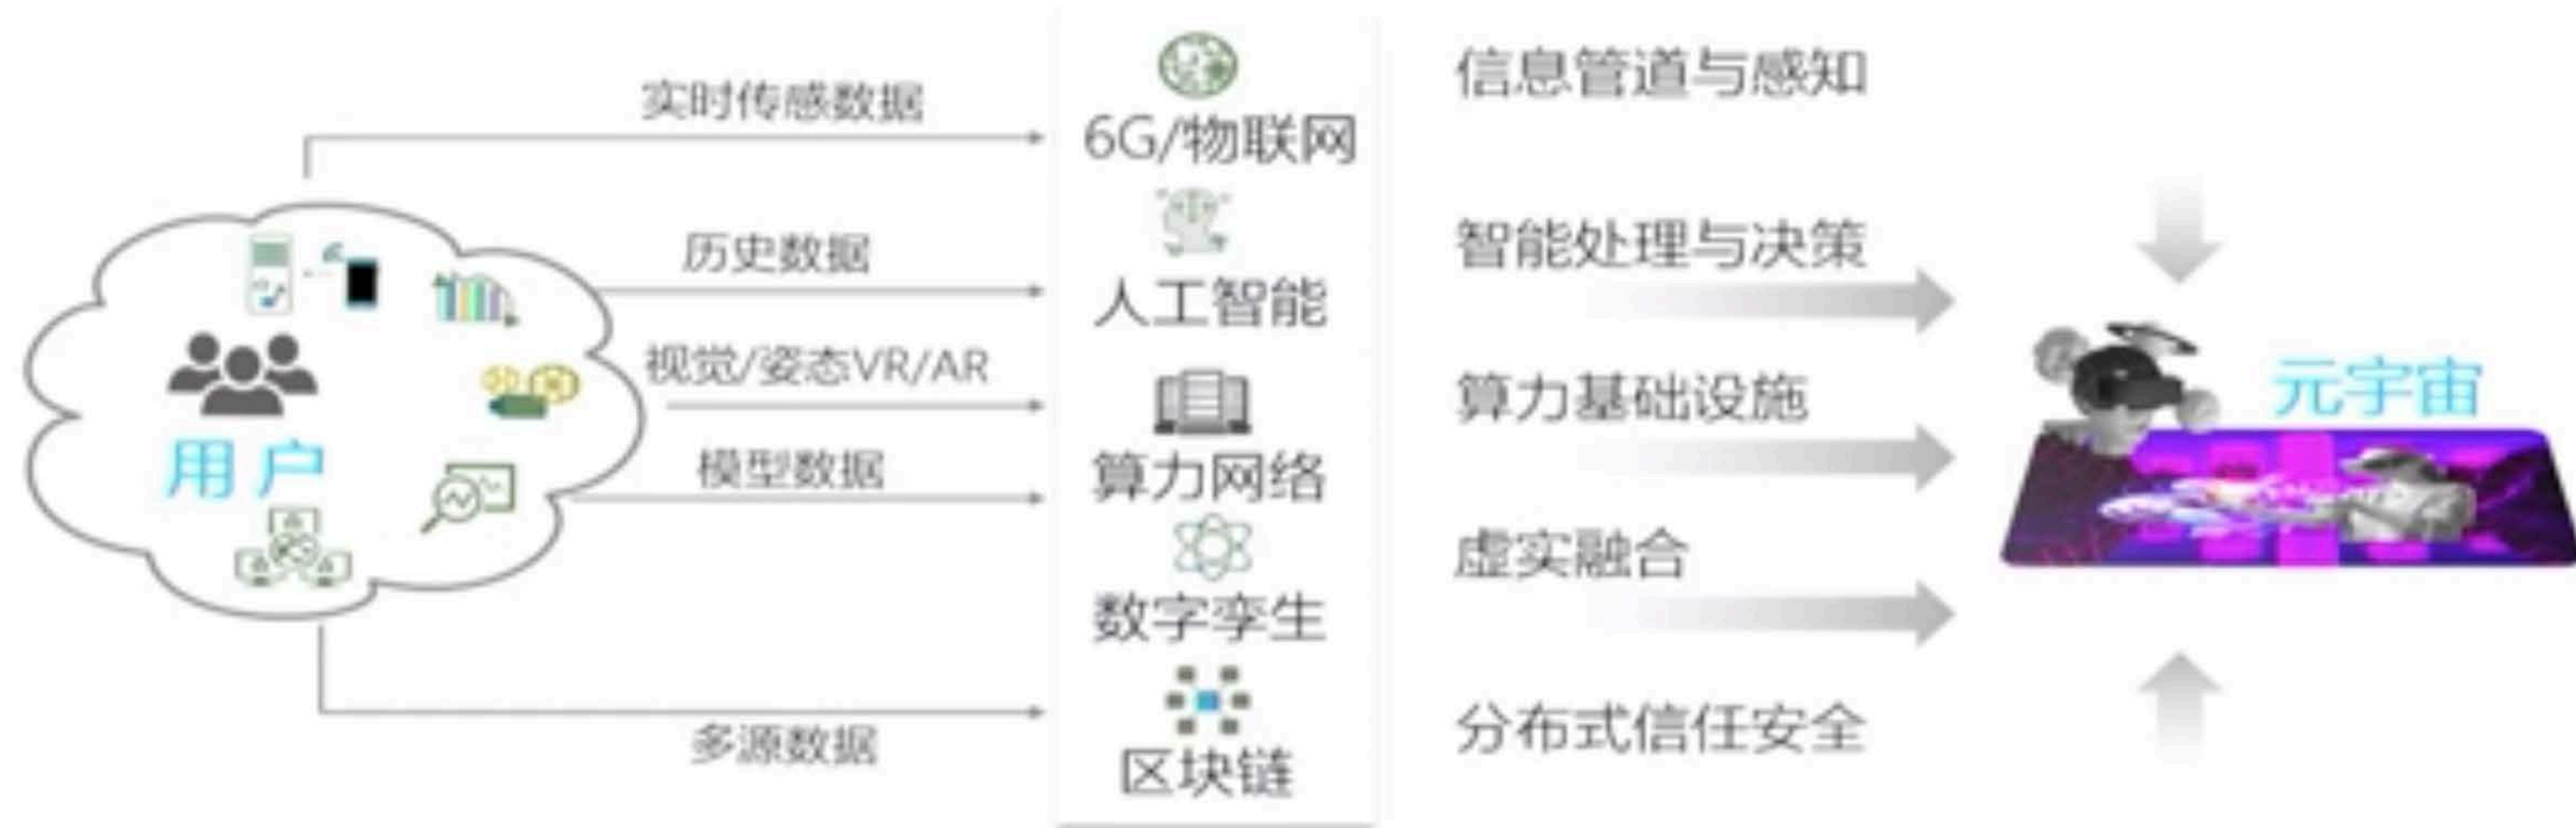 实时传感数据
历史数据
视觉/姿态VR/AR
模型数据
多源数据
用户
6G/物联网
人工智能
算力网络
数字孪生
区块链
信息管道与感知
智能处理与决策
算力基础设施
虚实融合
分布式信任安全
元宇宙